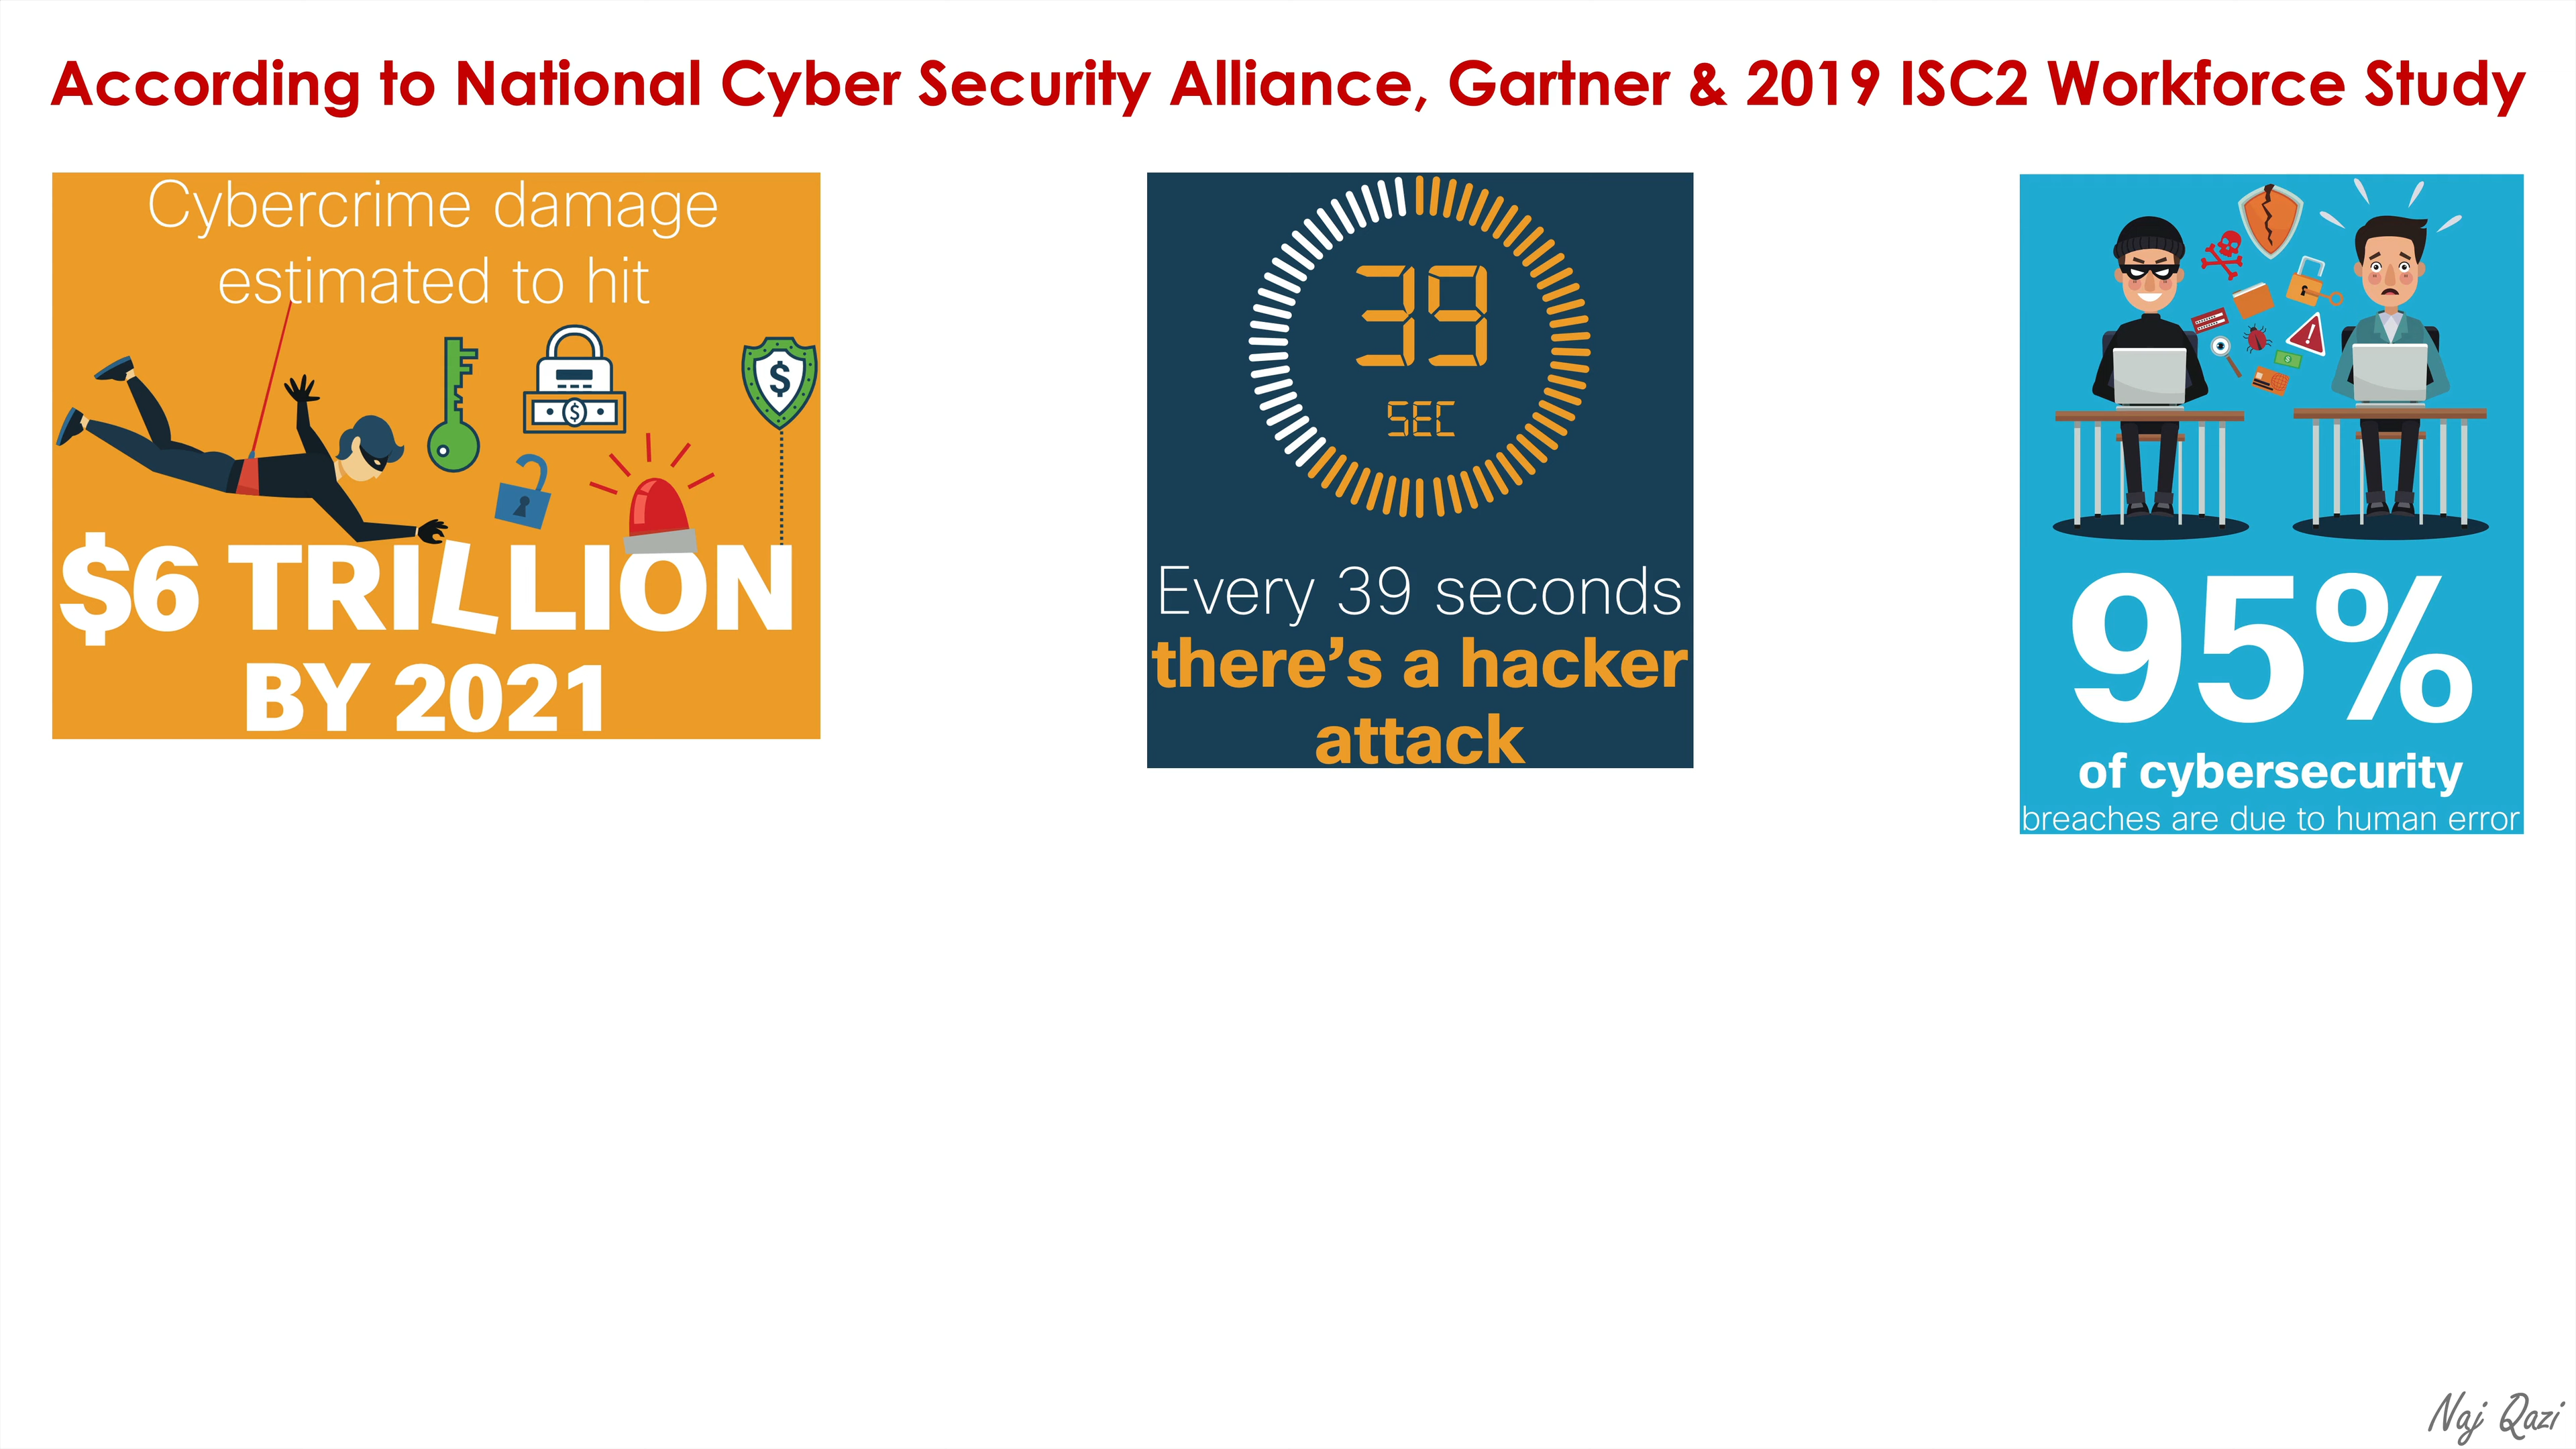 According to National Cyber Security Alliance, Gartner & 2019 ISC2 Workforce Study
Cybercrime damage
estimated to hit
$
$
$6 TRILLION
BY 2021
39
SEC
Every 39 seconds
there's a hacker
attack
95%
of cybersecurity
breaches are due to human error
Naj Qazi